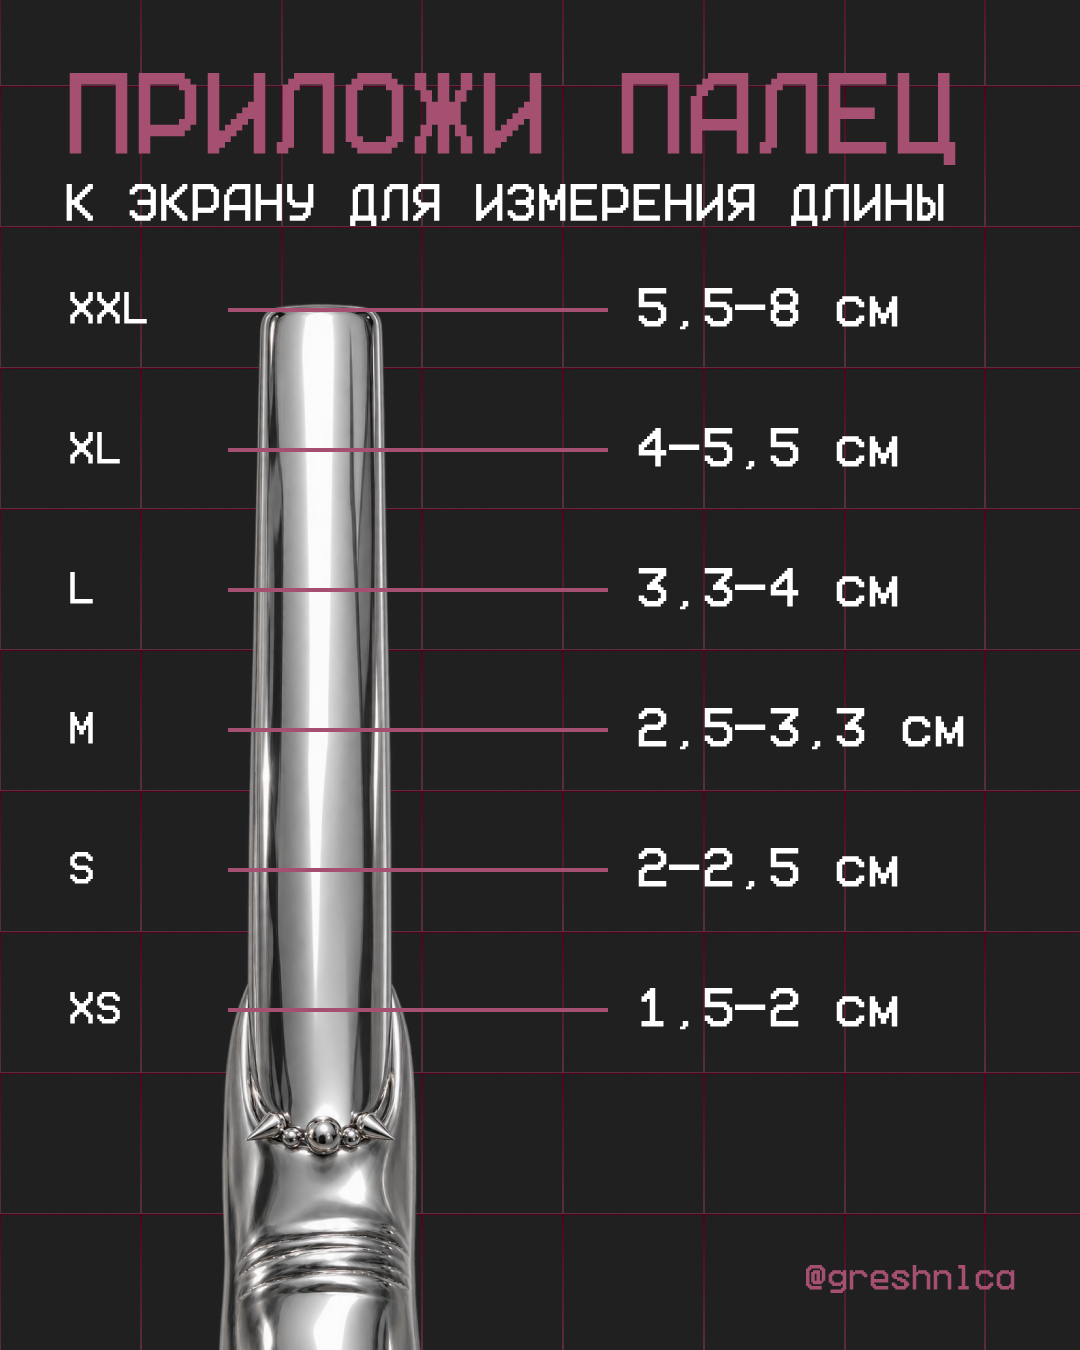 ПРИЛОЖИ ПАЛЕЦ
К ЭКРАНУ ДЛЯ ИЗМЕРЕНИЯ ДЛИНЫ
XXL 5,5–8 см
XL 4–5,5 см
L 3,3–4 см
M 2,5–3,3 см
S 2–2,5 см
XS 1,5–2 см
@greshn1ca